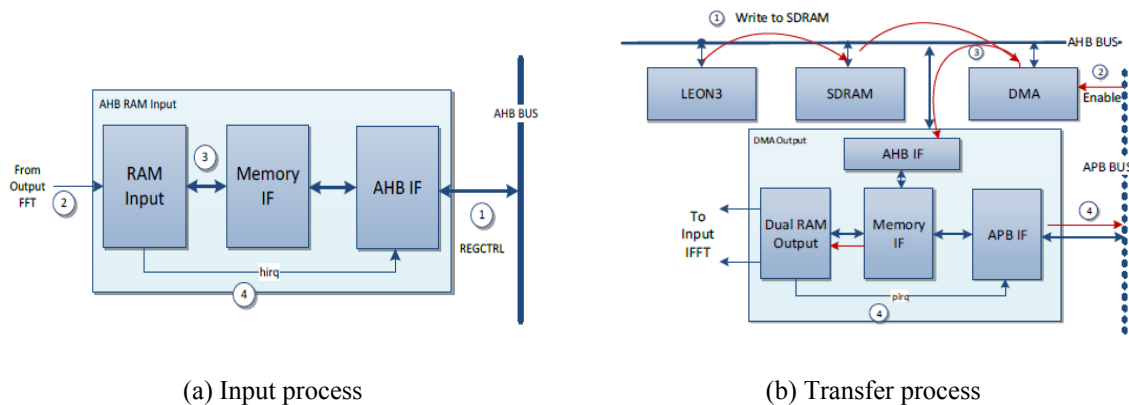 AHB RAM Input
From
Output
FFT
2
RAM
Input
3
Memory
IF
AHB IF
hirq
4
AHB BUS
1
REGCTRL
(a) Input process
1 Write to SDRAM
AHB BUS
3
2
Enable
LEON3
SDRAM
DMA
DMA Output
AHB IF
APB BUS
To
Input
IFFT
Dual RAM
Output
Memory
IF
APB IF
4
pirq
4
(b) Transfer process